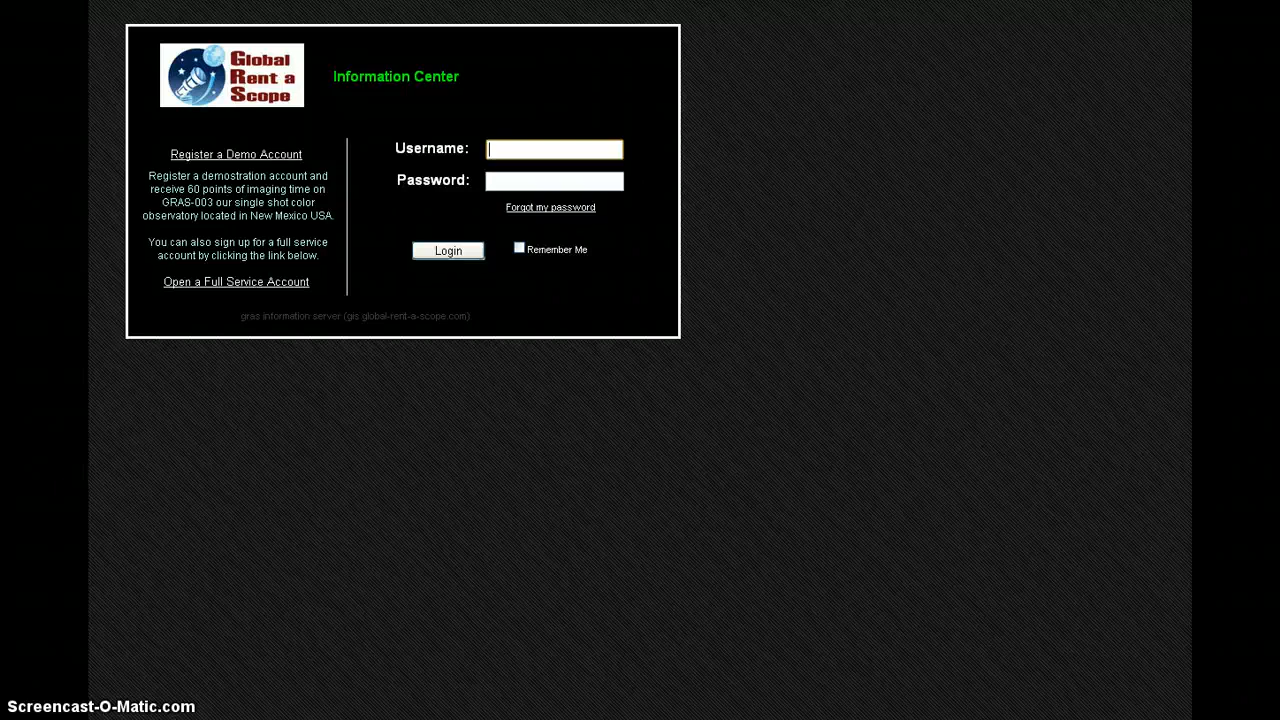 Global
Rent a
Scope
Information Center
Register a Demo Account
Register a demostration account and
receive 60 points of imaging time on
GRAS-003 our single shot color
observatory located in New Mexico USA.
You can also sign up for a full service
account by clicking the link below.
Open a Full Service Account
Username:
Password:
Forgot my password
Login
Remember Me
gras information server (gis global-rent-a-scope.com)
Screencast-O-Matic.com